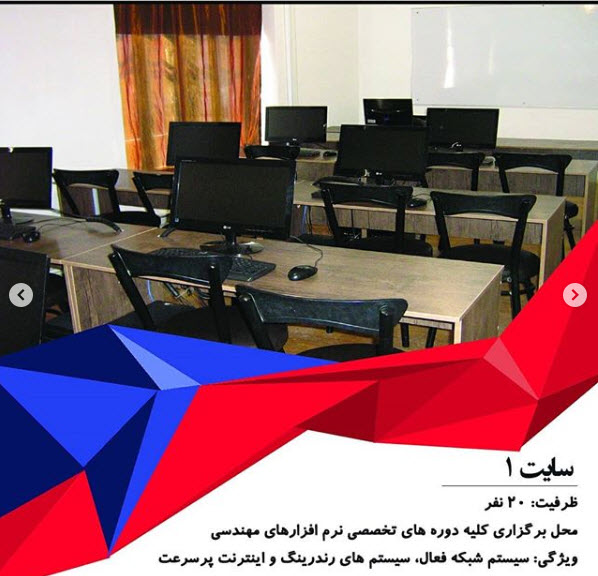 سایت ۱
ظرفیت: ۲۰ نفر
محل برگزاری کلیه دوره های تخصصی نرم افزارهای مهندسی
ویژگی: سیستم شبکه فعال، سیستم های رندرینگ و اینترنت پرسرعت